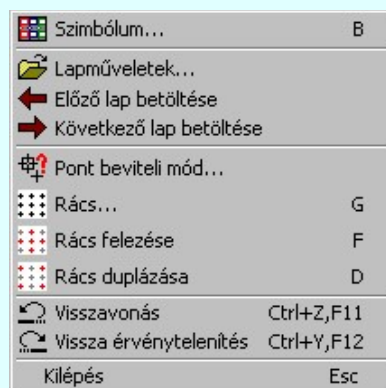 Szimbólum... B
Lapműveletek...
Előző lap betöltése
Következő lap betöltése
Pont beviteli mód...
Rács... G
Rács felezése F
Rács duplázása D
Visszavonás Ctrl+Z,F11
Vissza érvénytelenítés Ctrl+Y,F12
Kilépés Esc